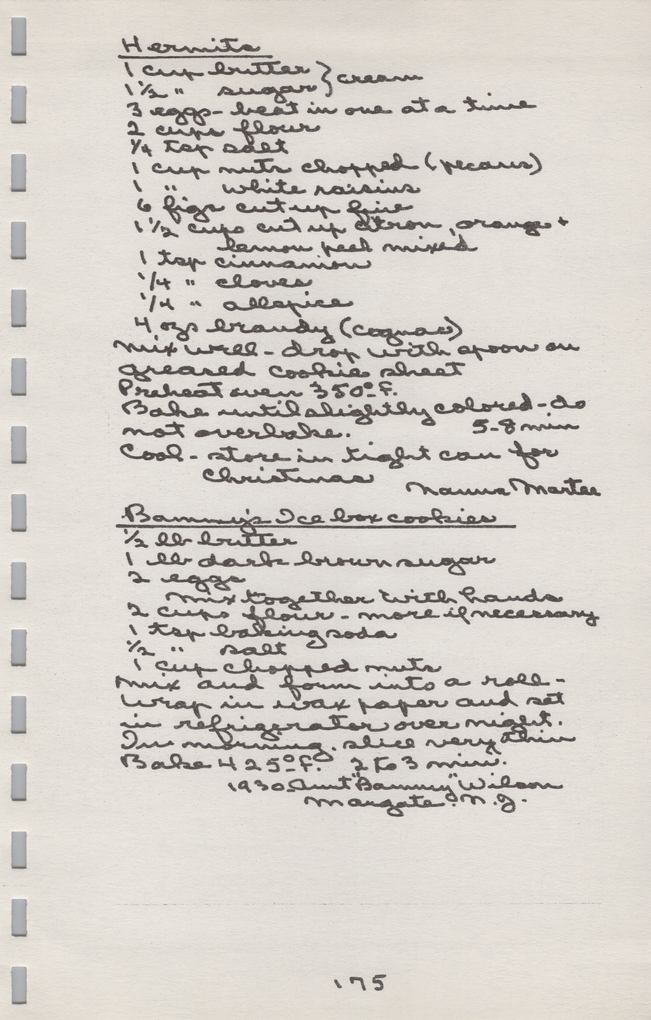 Hermits
1 cup butter } cream
1 1/2 " sugar
3 eggs - beat in one at a time
2 cups flour
1/4 tsp salt
1 cup nuts chopped (pecans)
1 " white raisins
6 figs cut up fine
1 1/2 cups cut up citron, orange +
lemon peel mixed
1 tsp cinnamon
1/4 " cloves
1/4 " allspice
4 ozs brandy (cognac)
Mix well - drop with spoon on
greased cookie sheet
Preheat oven 350° F.
Bake until slightly colored - do
not overbake. 5-8 min
Cool - store in tight can for
Christmas
Nanna
Bammy's Ice box cookies
1/2 lb butter
1 lb dark brown sugar
2 eggs
Mix together with hands
2 cups flour - more if necessary
1 tsp baking soda
1/2 " salt
1 cup chopped nuts
Mix and form into a roll -
Wrap in wax paper and set
in refrigerator over night.
In morning, slice very thin
Bake 425° F. 2 to 3 min.
1930 Aunt "Bammy" Wilson
Margate. N.J.
175